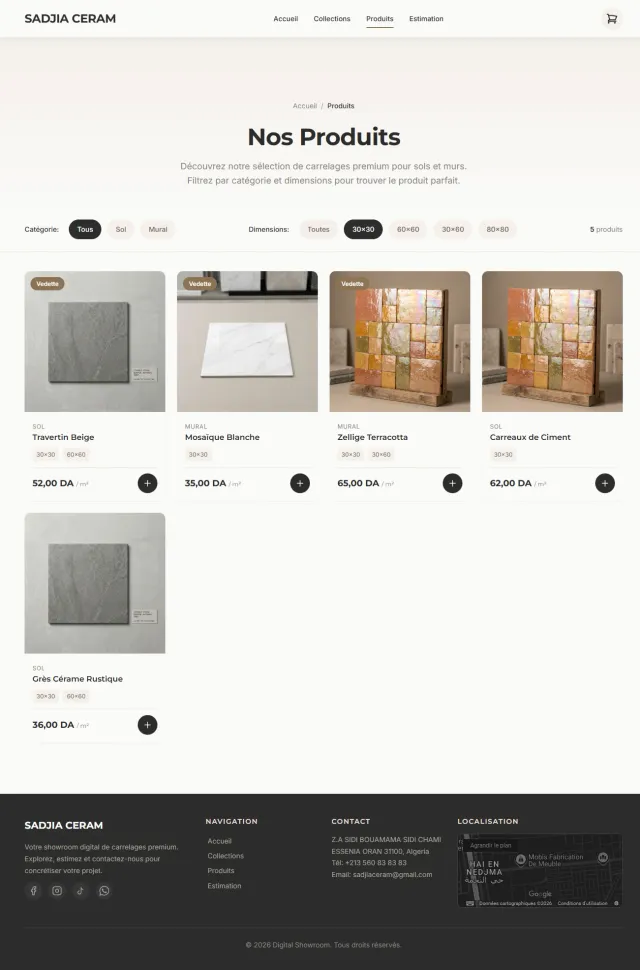 SADJIA CERAM
Accueil
Collections
Produits
Estimation
Accueil / Produits
Nos Produits
Découvrez notre sélection de carrelages premium pour sols et murs.
Filtrez par catégorie et dimensions pour trouver le produit parfait.
Catégorie: Tous Sol Mural
Dimensions: Toutes 30×30 60×60 30×60 80×80
5 produits
Vedette
SOL
Travertin Beige
30×30 60×60
52,00 DA / m²
Vedette
MURAL
Mosaïque Blanche
30×30
35,00 DA / m²
Vedette
MURAL
Zellige Terracotta
30×30 30×60
65,00 DA / m²
SOL
Carreaux de Ciment
30×30
62,00 DA / m²
SOL
Grès Cérame Rustique
30×30 60×60
36,00 DA / m²
SADJIA CERAM
Votre showroom digital de carrelages premium.
Explorez, estimez et contactez-nous pour
concrétiser votre projet.
NAVIGATION
Accueil
Collections
Produits
Estimation
CONTACT
Z.A SIDI BOUAMAMA SIDI CHAMI
ESSENIA ORAN 31100, Algeria
Tél: +213 560 83 83 83
Email: sadjiaceram@gmail.com
LOCALISATION
Agrandir le plan
Mobix Fabrication
De Meuble
HAI EN
NEDJMA
حي النجمة
Google
Données cartographiques ©2026 Conditions d'utilisation
© 2026 Digital Showroom. Tous droits réservés.